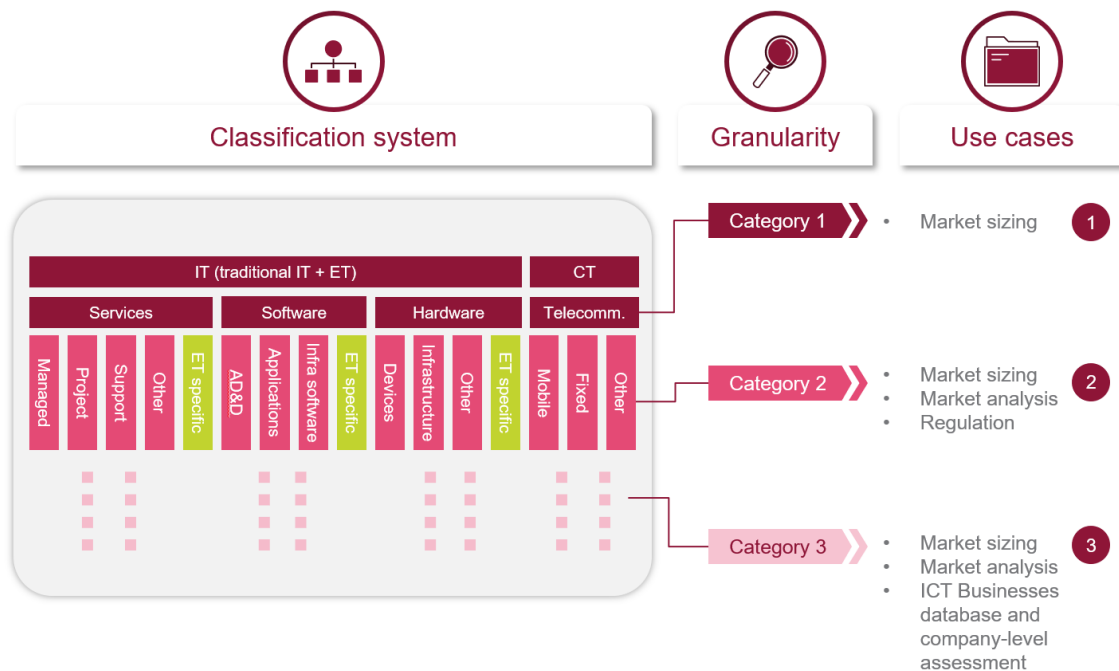 Classification system
Granularity
Use cases
IT (traditional IT + ET)
CT
Services
Software
Hardware
Telecomm.
Managed
Project
Support
Other
ET specific
AD&D
Applications
Infra software
ET specific
Devices
Infrastructure
Other
ET specific
Mobile
Fixed
Other
Category 1
• Market sizing
1
Category 2
• Market sizing
• Market analysis
• Regulation
2
Category 3
• Market sizing
• Market analysis
• ICT Businesses
database and
company-level
assessment
3